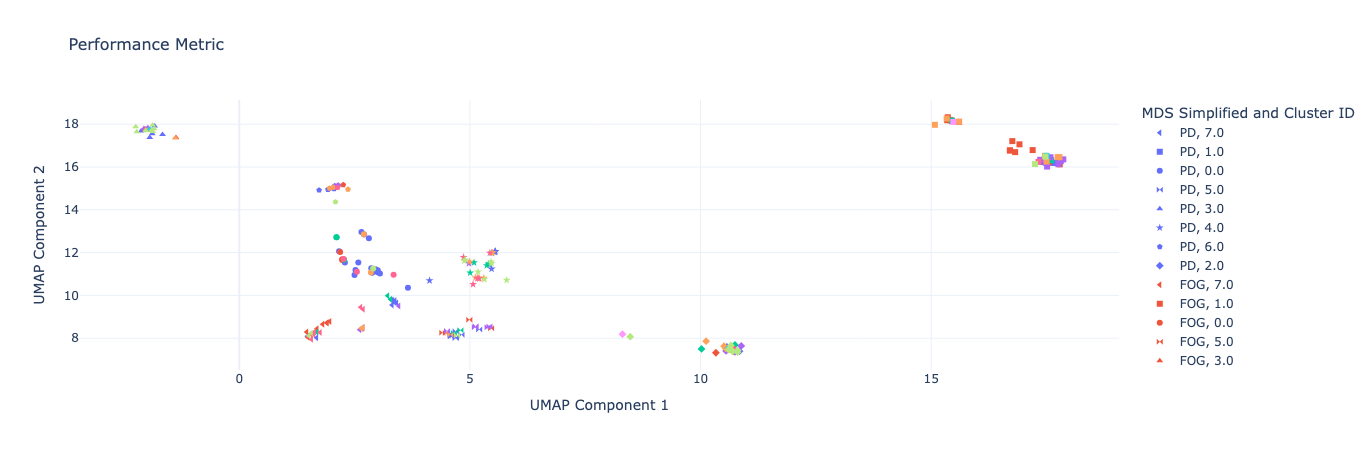 Performance Metric
MDS Simplified and Cluster ID
PD, 7.0
PD, 1.0
PD, 0.0
PD, 5.0
PD, 3.0
PD, 4.0
PD, 6.0
PD, 2.0
FOG, 7.0
FOG, 1.0
FOG, 0.0
FOG, 5.0
FOG, 3.0
UMAP Component 2
18
16
14
12
10
8
0
5
10
15
UMAP Component 1